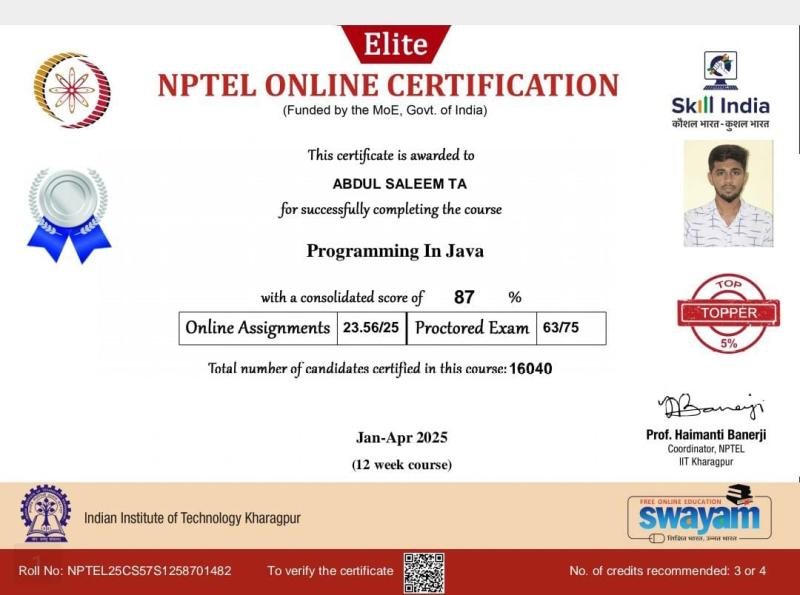 Elite
NPTEL ONLINE CERTIFICATION
(Funded by the MoE, Govt. of India)
Skill India
कौशल भारत - कुशल भारत
This certificate is awarded to
ABDUL SALEEM TA
for successfully completing the course
Programming In Java
with a consolidated score of 87 %
Online Assignments 23.56/25 Proctored Exam 63/75
TOP
TOPPER
5%
Total number of candidates certified in this course: 16040
Jan-Apr 2025
(12 week course)
Prof. Haimanti Banerji
Coordinator, NPTEL
IIT Kharagpur
Indian Institute of Technology Kharagpur
FREE ONLINE EDUCATION
swayam
शिक्षित भारत, उन्नत भारत
Roll No: NPTEL25CS57S1258701482
To verify the certificate
No. of credits recommended: 3 or 4